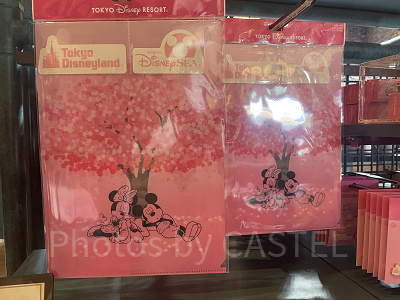 TOKYO Disney RESORT.
Tokyo
Disneyland
TOKYO
DISNEYSEA
TOKYO Disney RESORT.
Photos by CASTEL